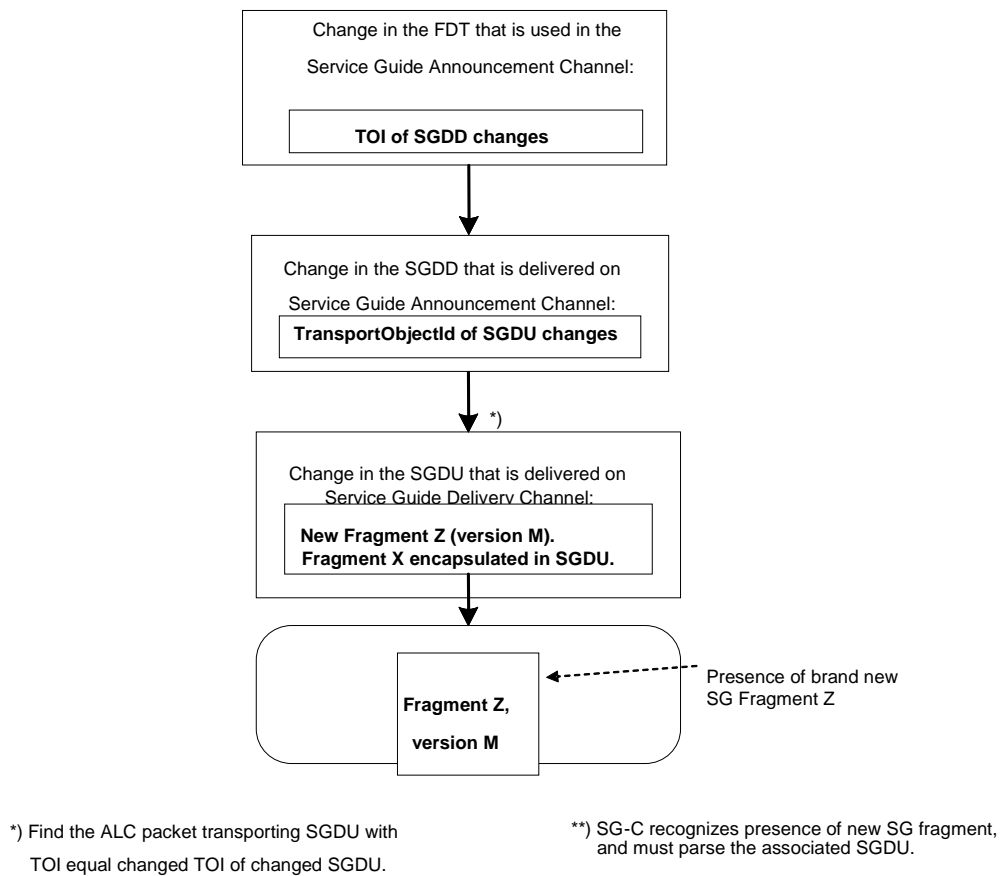 Change in the FDT that is used in the
Service Guide Announcement Channel:
TOI of SGDD changes
Change in the SGDD that is delivered on
Service Guide Announcement Channel:
TransportObjectId of SGDU changes
*)
Change in the SGDU that is delivered on
Service Guide Delivery Channel:
New Fragment Z (version M).
Fragment X encapsulated in SGDU.
Fragment Z,
version M
Presence of brand new
SG Fragment Z
*) Find the ALC packet transporting SGDU with
TOI equal changed TOI of changed SGDU.
**) SG-C recognizes presence of new SG fragment,
and must parse the associated SGDU.